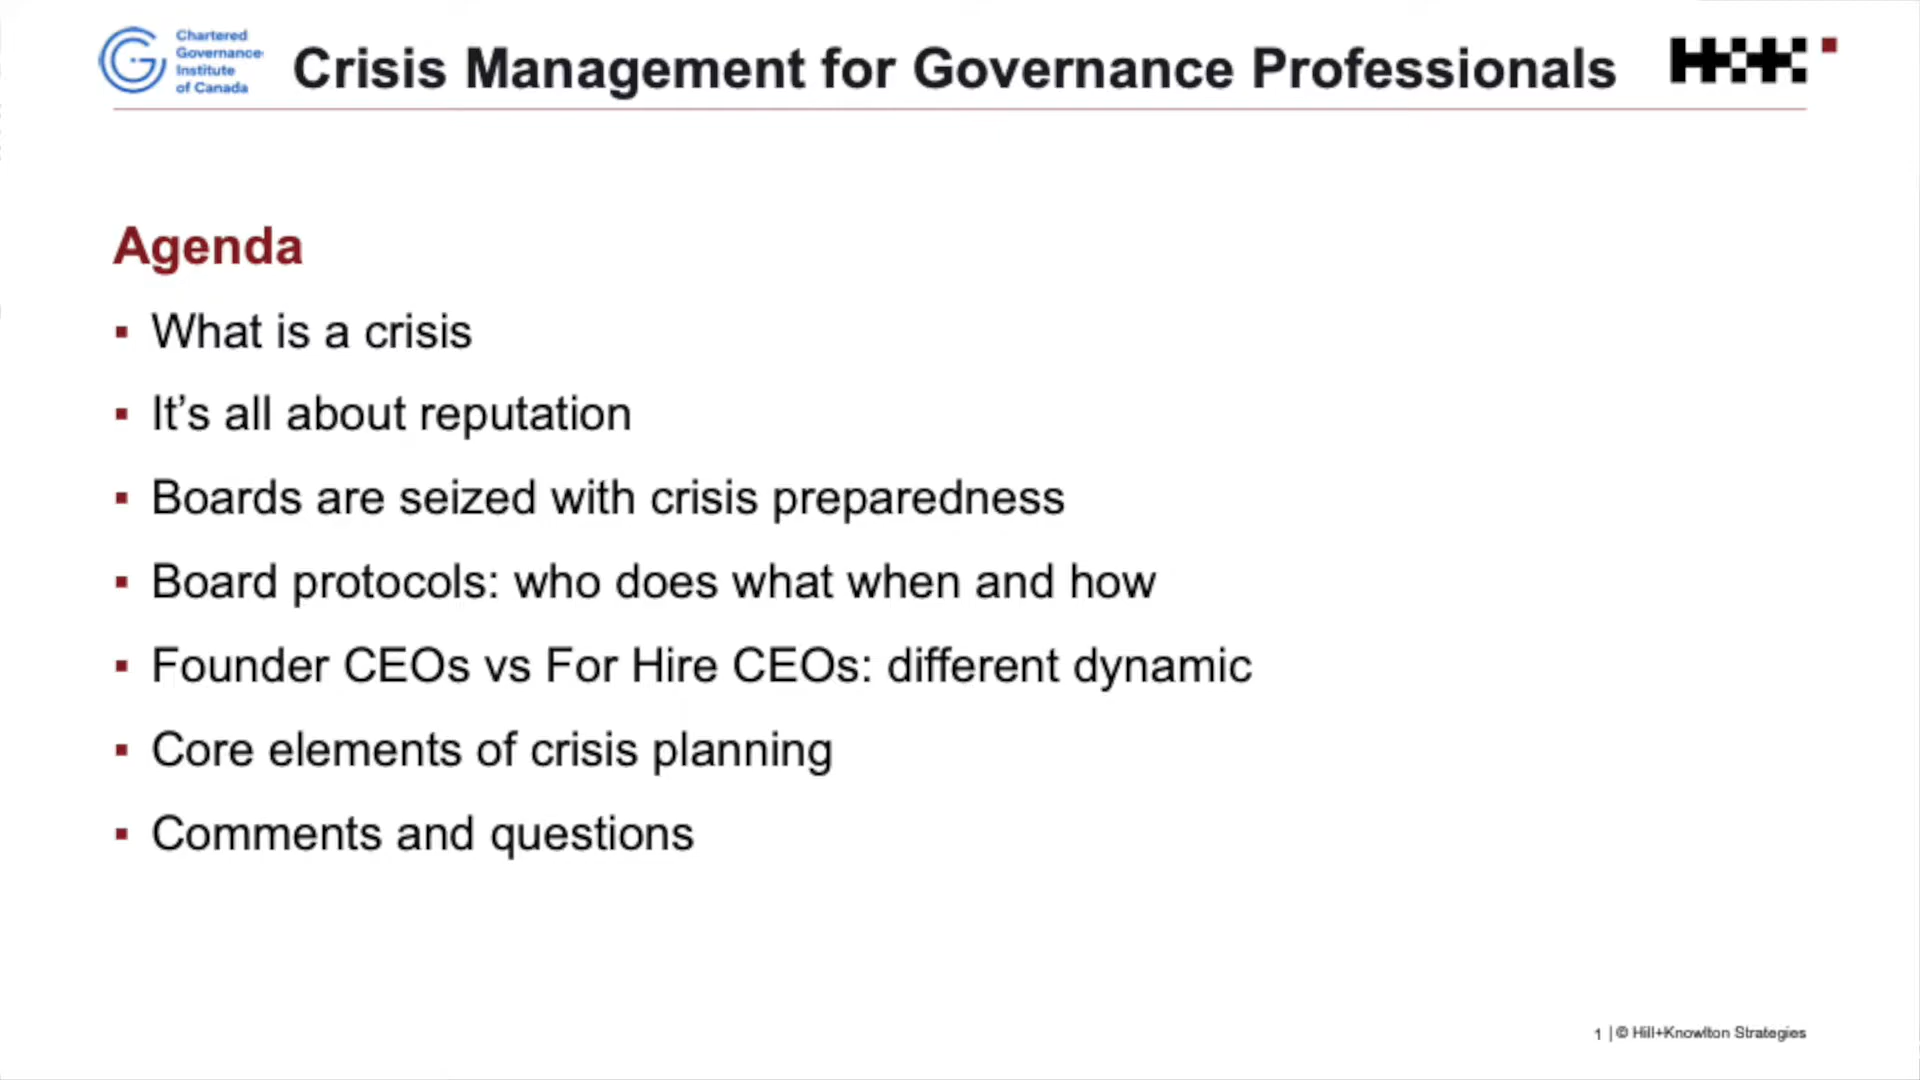 Chartered
Governance
Institute
of Canada
Crisis Management for Governance Professionals
H+K
Agenda
▪ What is a crisis
▪ It’s all about reputation
▪ Boards are seized with crisis preparedness
▪ Board protocols: who does what when and how
▪ Founder CEOs vs For Hire CEOs: different dynamic
▪ Core elements of crisis planning
▪ Comments and questions
1 | © Hill+Knowlton Strategies